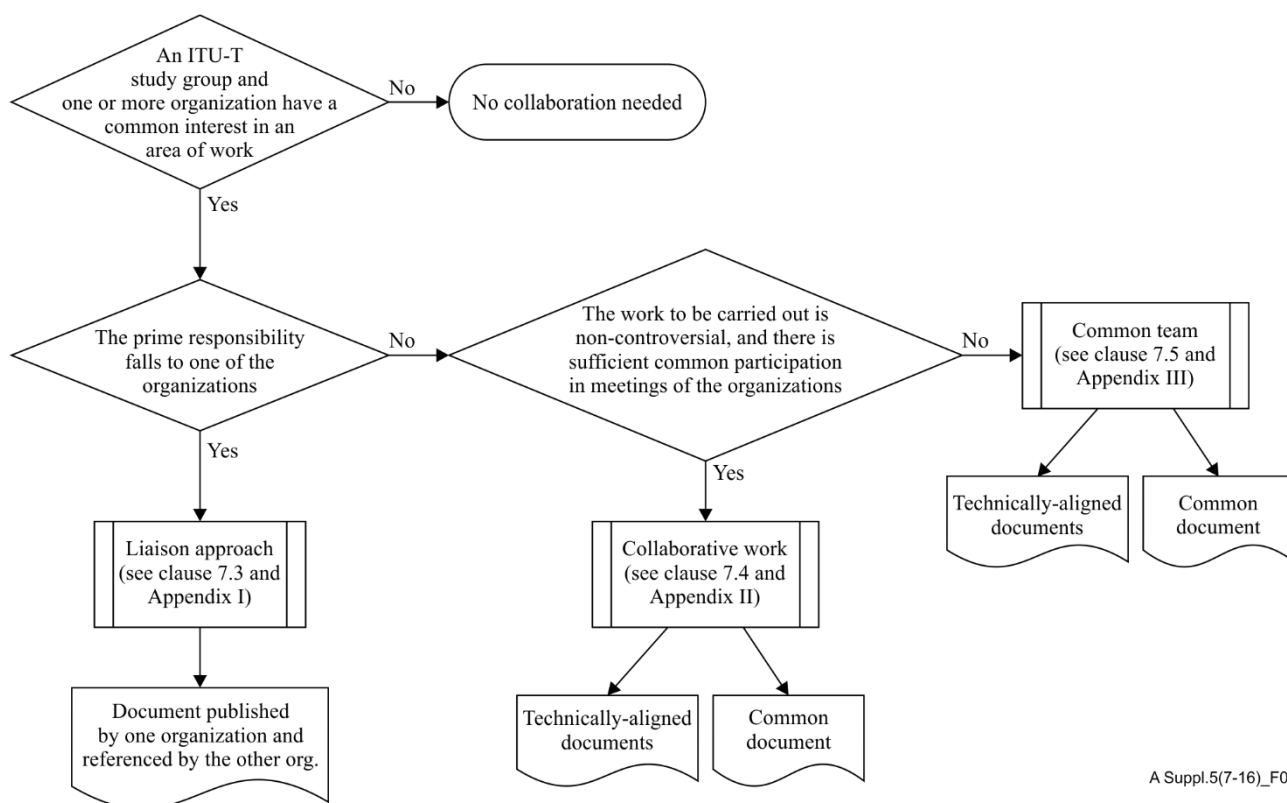 An ITU-T
study group and
one or more organization have a
common interest in an
area of work
No
No collaboration needed
Yes
The prime responsibility
falls to one of the
organizations
No
The work to be carried out is
non-controversial, and there is
sufficient common participation
in meetings of the organizations
No
Common team
(see clause 7.5 and
Appendix III)
Yes
Yes
Technically-aligned
documents
Common
document
Liaison approach
(see clause 7.3 and
Appendix I)
Collaborative work
(see clause 7.4 and
Appendix II)
Document published
by one organization and
referenced by the other org.
Technically-aligned
documents
Common
document
A Suppl.5(7-16)_F0